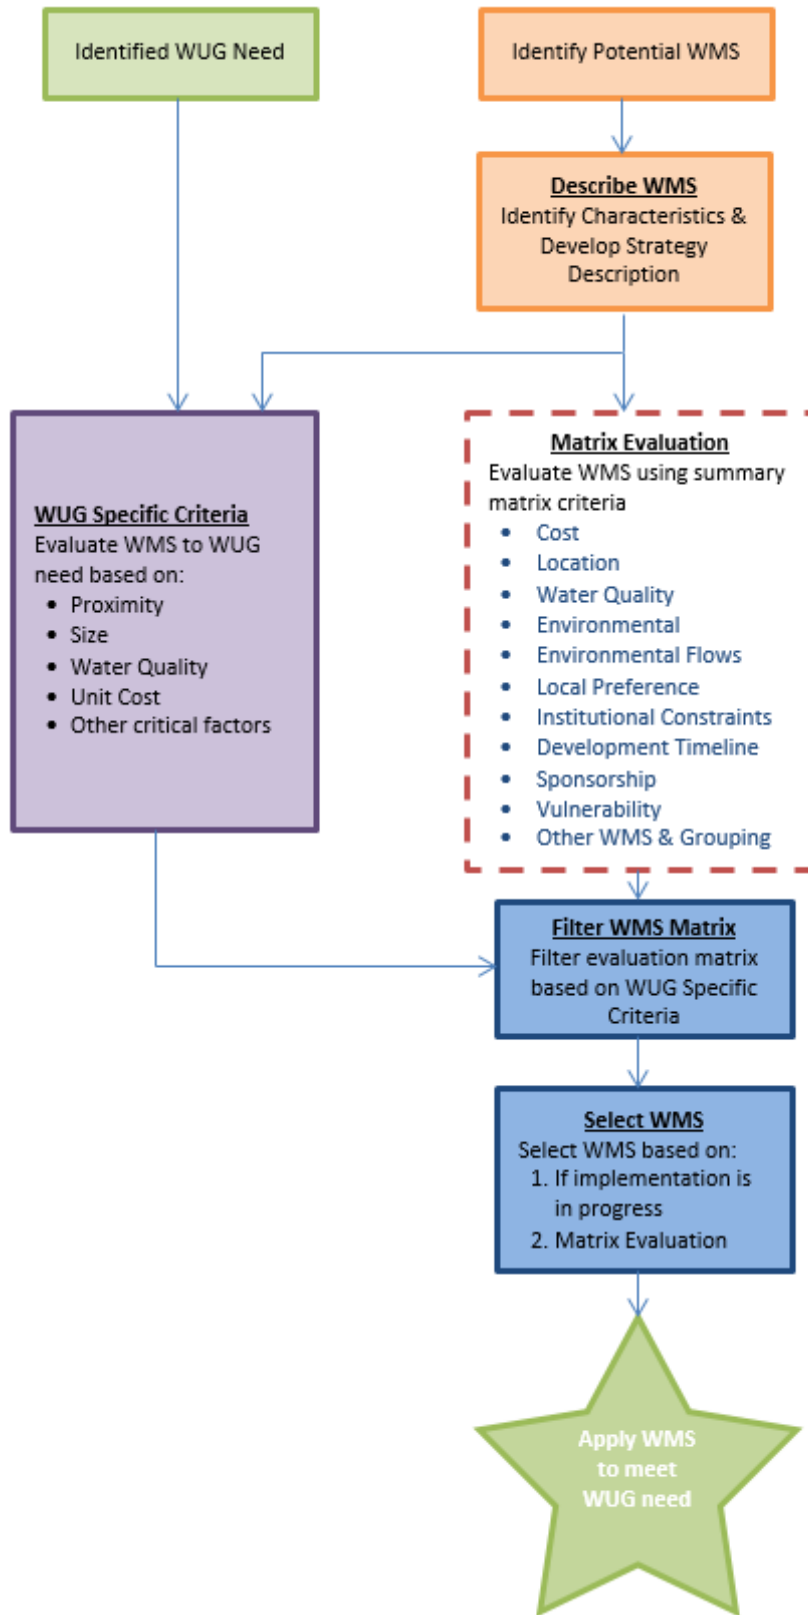 Identified WUG Need
Identify Potential WMS
Describe WMS
Identify Characteristics &
Develop Strategy
Description
WUG Specific Criteria
Evaluate WMS to WUG
need based on:
• Proximity
• Size
• Water Quality
• Unit Cost
• Other critical factors
Matrix Evaluation
Evaluate WMS using summary
matrix criteria
• Cost
• Location
• Water Quality
• Environmental
• Environmental Flows
• Local Preference
• Institutional Constraints
• Development Timeline
• Sponsorship
• Vulnerability
• Other WMS & Grouping
Filter WMS Matrix
Filter evaluation matrix
based on WUG Specific
Criteria
Select WMS
Select WMS based on:
1. If implementation is
in progress
2. Matrix Evaluation
Apply WMS
to meet
WUG need